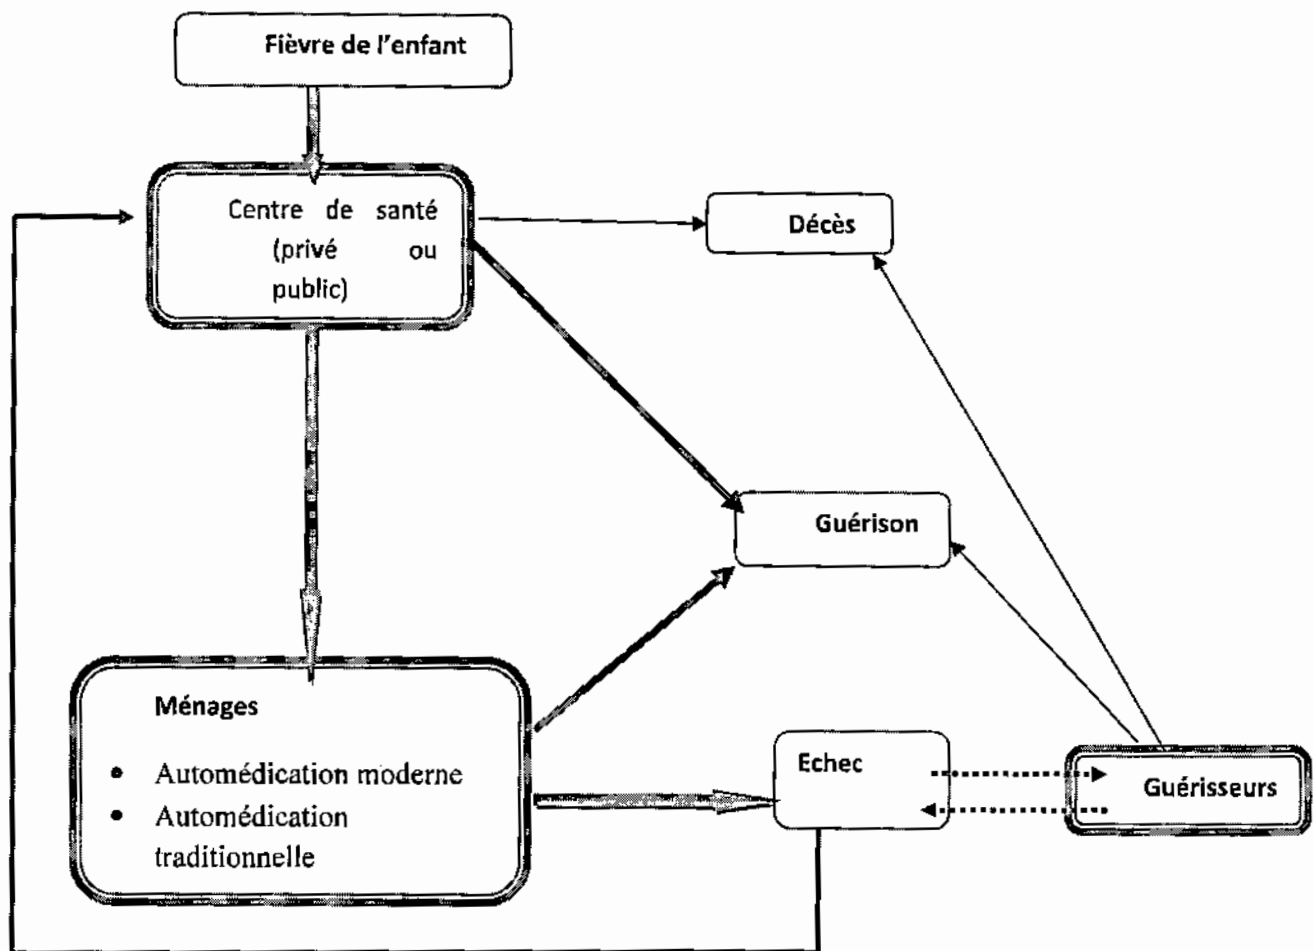 Fièvre de l'enfant
Centre de santé
(privé ou
public)
Décès
Guérison
Ménages
• Automédication moderne
• Automédication
traditionnelle
Echec
Guérisseurs